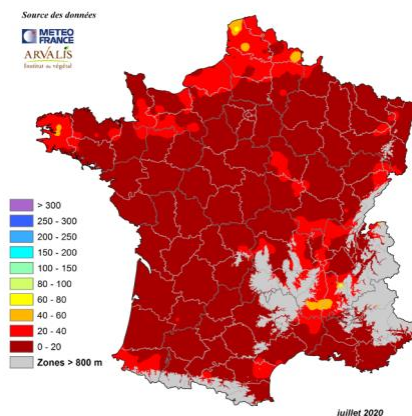 Source des données
METEO
FRANCE
ARVALIS
Institut du végétal
> 300
250 - 300
200 - 250
150 - 200
100 - 150
80 - 100
60 - 80
40 - 60
20 - 40
0 - 20
Zones > 800 m
juillet 2020